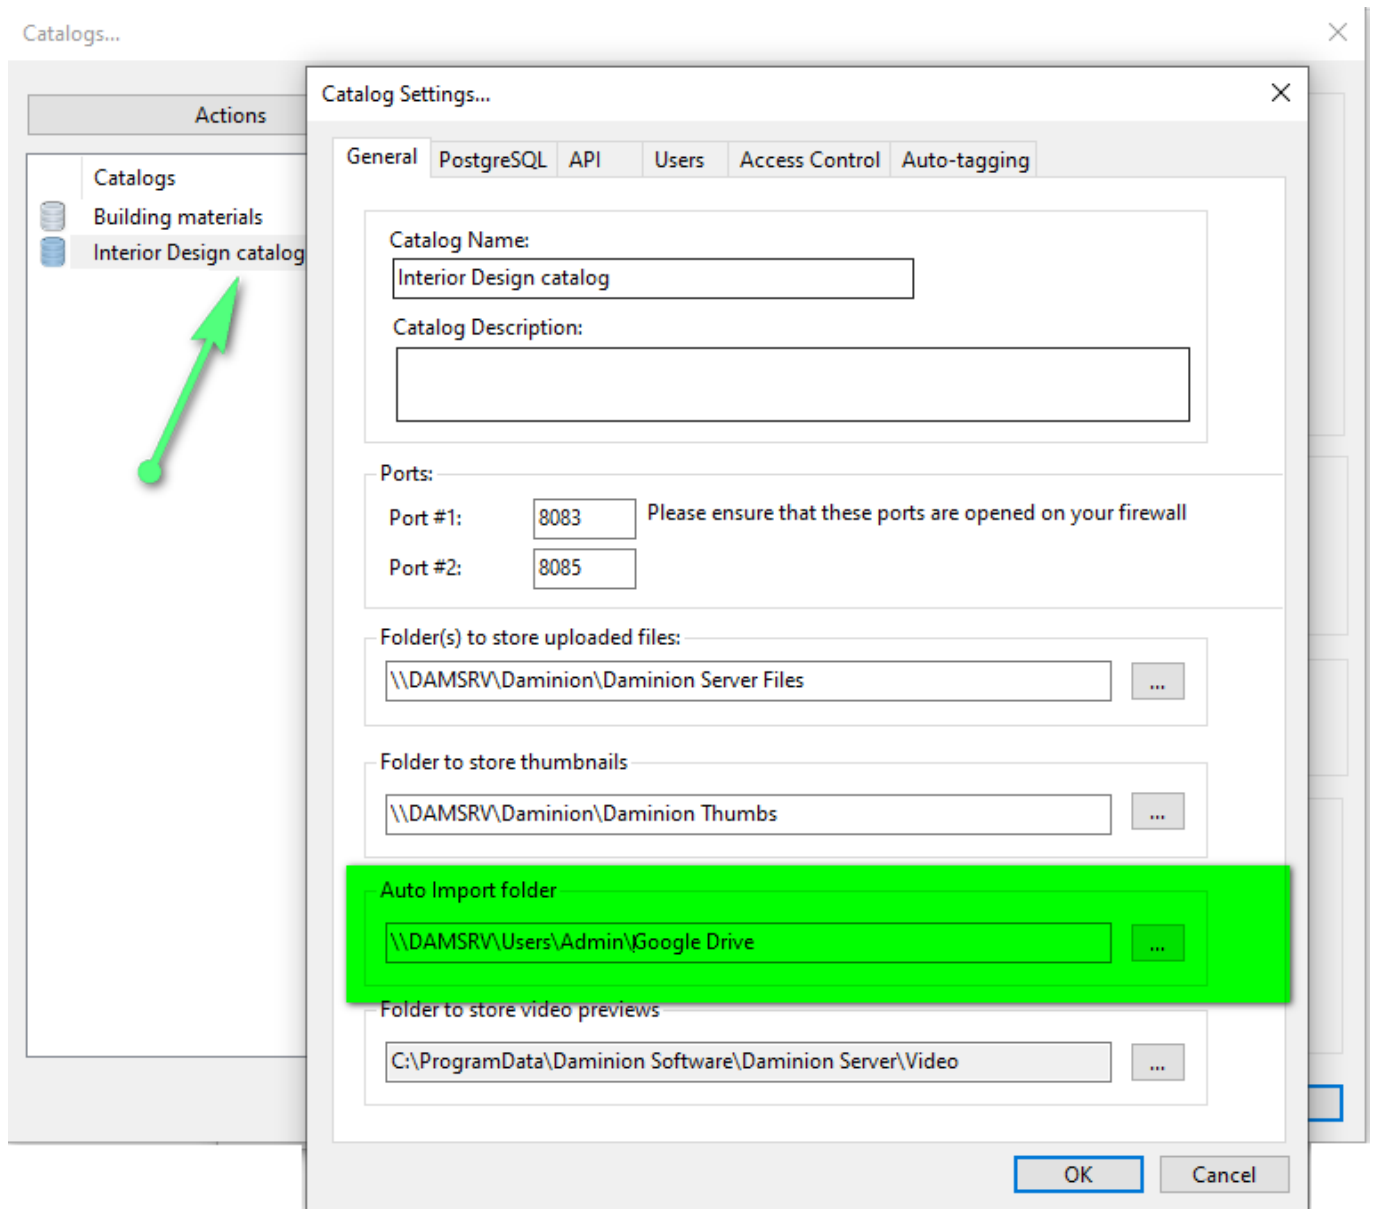 Catalogs...
Actions
Catalogs
Building materials
Interior Design catalog
Catalog Settings...
General PostgreSQL API Users Access Control Auto-tagging
Catalog Name:
Interior Design catalog
Catalog Description:
Ports:
Port #1: 8083 Please ensure that these ports are opened on your firewall
Port #2: 8085
Folder(s) to store uploaded files:
\\DAMSRV\Daminion\Daminion Server Files ...
Folder to store thumbnails
\\DAMSRV\Daminion\Daminion Thumbs ...
Auto Import folder
\\DAMSRV\Users\Admin\Google Drive ...
Folder to store video previews
C:\ProgramData\Daminion Software\Daminion Server\Video ...
OK Cancel